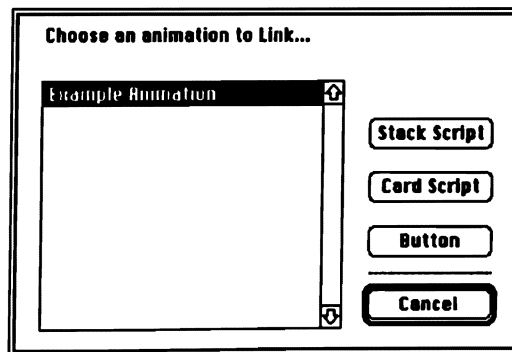 Choose an animation to Link...
Example Animation
Stack Script
Card Script
Button
Cancel